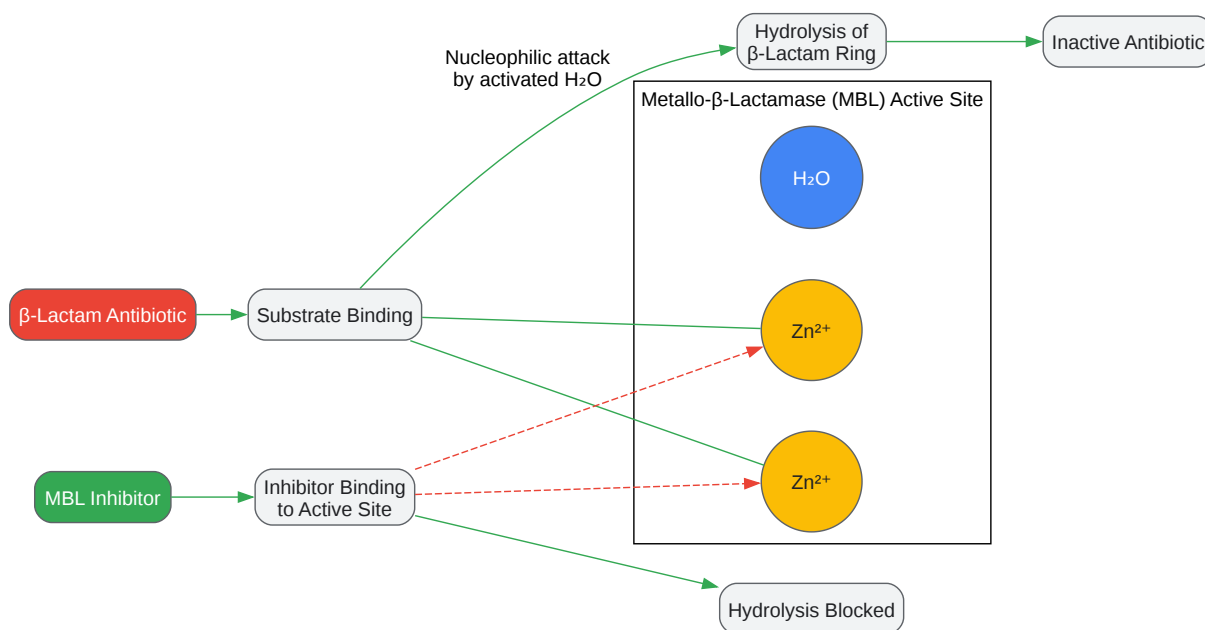 Hydrolysis of
β-Lactam Ring
Inactive Antibiotic
Nucleophilic attack
by activated H₂O
Metallo-β-Lactamase (MBL) Active Site
H₂O
β-Lactam Antibiotic
Substrate Binding
Zn²⁺
MBL Inhibitor
Inhibitor Binding
to Active Site
Zn²⁺
Hydrolysis Blocked